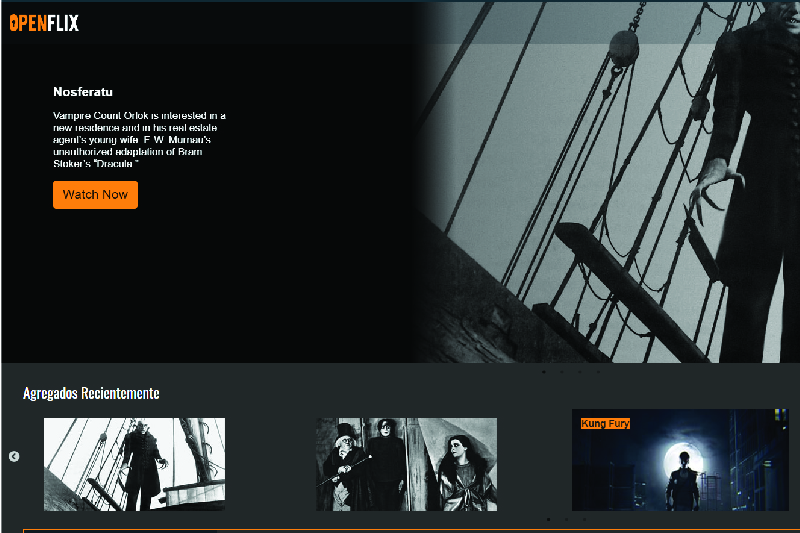 OPENFLIX
Nosferatu
Vampire Count Orlok is interested in a
new residence and in his real estate
agent's young wife. F. W. Murnau's
unauthorized adaptation of Bram
Stoker's "Dracula."
Watch Now
Agregados Recientemente
Kung Fury